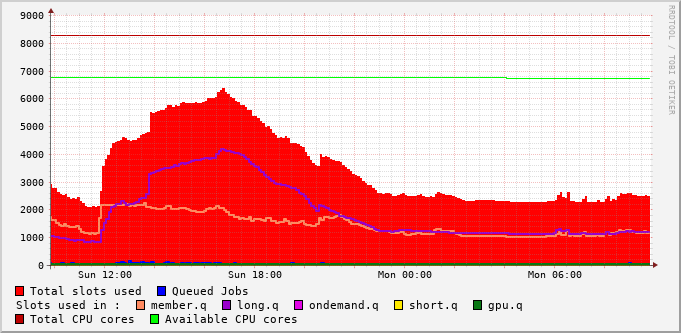 9000
8000
7000
6000
5000
4000
3000
2000
1000
0
Sun 12:00 Sun 18:00 Mon 00:00 Mon 06:00
Total slots used Queued Jobs
Slots used in : member.q long.q ondemand.q short.q gpu.q
Total CPU cores Available CPU cores
RRDTOOL / TOBI OETIKER